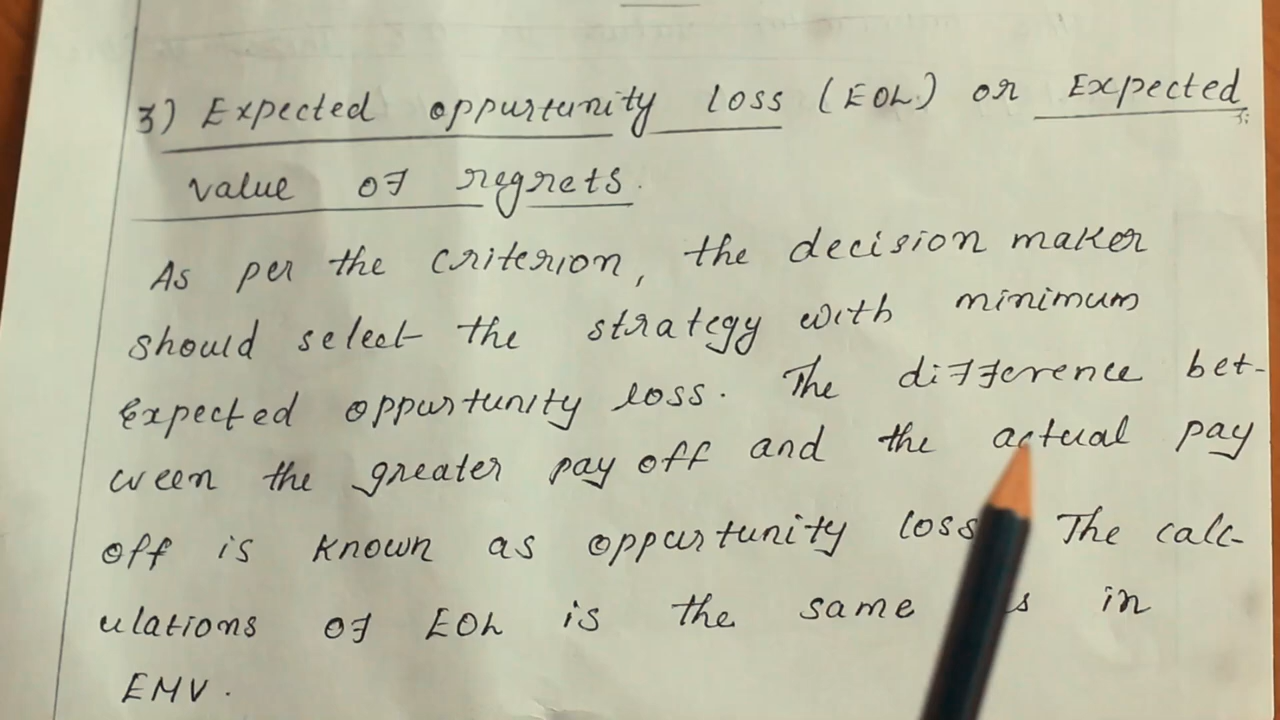 3) Expected oppurtunity loss (EOL) or Expected
value of regrets.
As per the criterion, the decision maker
should select the strategy with minimum
Expected oppurtunity loss. The difference bet-
ween the greater pay off and the actual pay
off is known as oppurtunity loss The calc-
ulations of EOL is the same in
EMV.